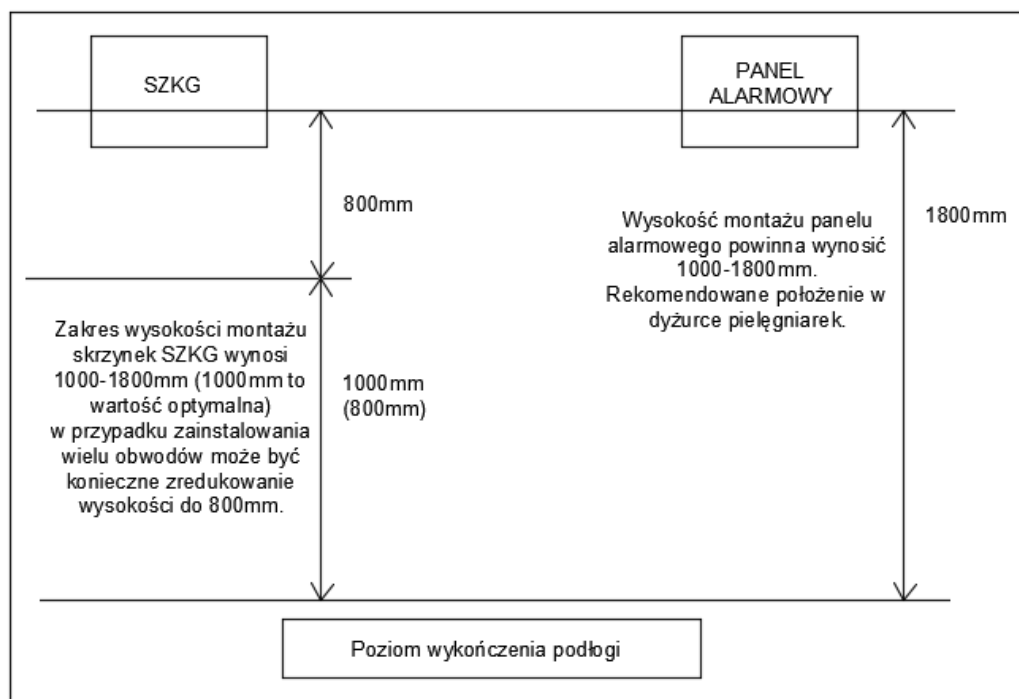 SZKG
PANEL
ALARMOWY
800mm
1800mm
Wysokość montażu panelu
alarmowego powinna wynosić
1000-1800mm.
Rekomendowane położenie w
dyżurce pielęgniarek.
Zakres wysokości montażu
skrzynek SZKG wynosi
1000-1800mm (1000mm to
wartość optymalna)
w przypadku zainstalowania
wielu obwodów może być
konieczne zredukowanie
wysokości do 800mm.
1000mm
(800mm)
Poziom wykończenia podłogi